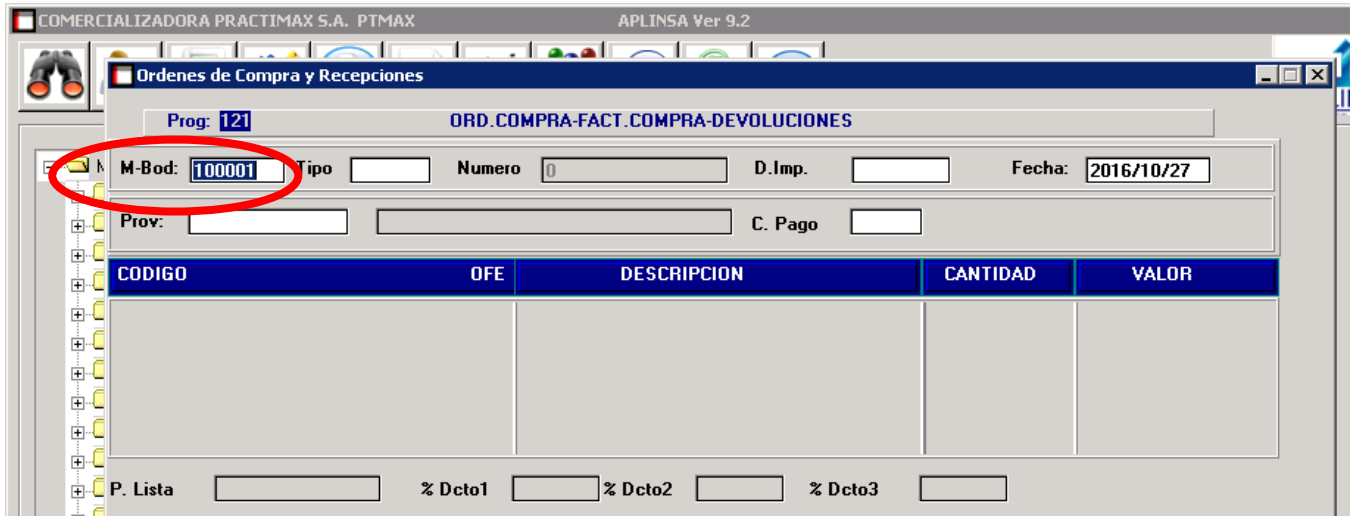 COMERCIALIZADORA PRACTIMAX S.A. PTMAX APLINSA Ver 9.2
Ordenes de Compra y Recepciones
Prog: 121 ORD.COMPRA-FACT.COMPRA-DEVOLUCIONES
M-Bod: 100001 Tipo Numero 0 D.Imp. Fecha: 2016/10/27
Prov: C. Pago
CODIGO OFE DESCRIPCION CANTIDAD VALOR
P. Lista % Dcto1 % Dcto2 % Dcto3